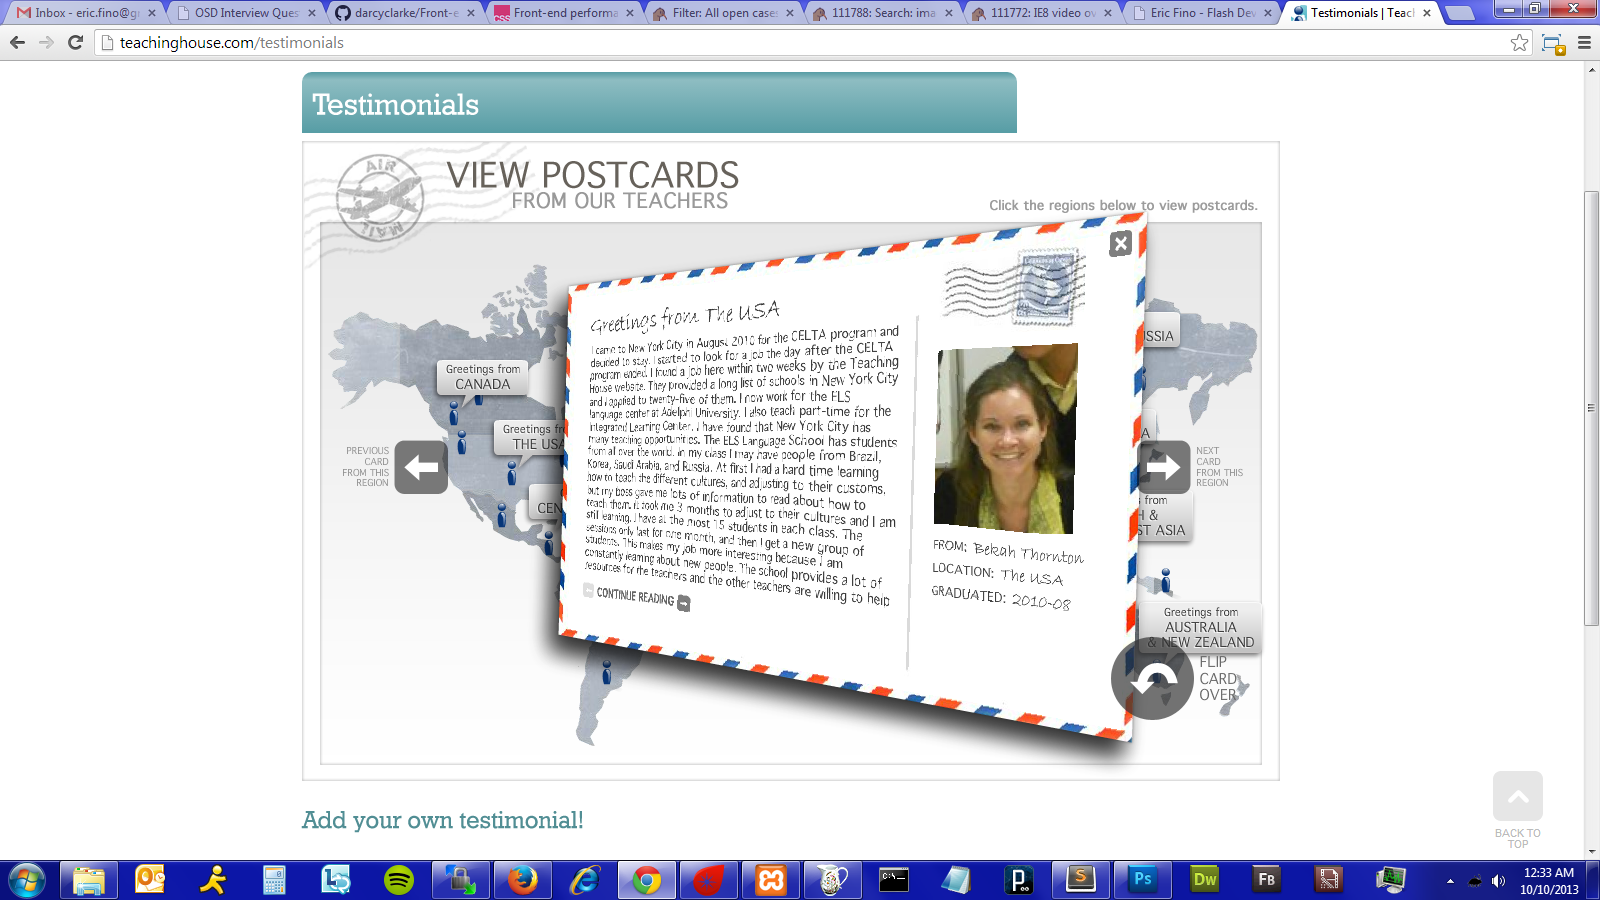 Inbox - eric.fino@gr
OSD Interview Ques
darcyclarke/Front-e
Front-end performa
Filter: All open case
111788: Search: ima
111772: IE8 video ov
Eric Fino - Flash Dev
Testimonials | Teach
teachinghouse.com/testimonials
Testimonials
AIR MAIL
VIEW POSTCARDS
FROM OUR TEACHERS
Click the regions below to view postcards.
Greetings from
CANADA
Greetings fr
THE USA
CEN
PREVIOUS
CARD
FROM THIS
REGION
Greetings from The USA
I came to New York City in August 2010 for the CELTA program and
decided to stay. I started to look for a job the day after the CELTA
program ended. I found a job here within two weeks by the Teaching
House website. They provided a long list of schools in New York City
and I applied to twenty-five of them. I now work for the ELS
language center at Adelphi University. I also teach part-time for the
Integrated Learning Center. I have found that New York City has
many teaching opportunities. The ELS Language School has students
from all over the world. In my class I may have people from Brazil,
Korea, Saudi Arabia, and Russia. At first I had a hard time learning
how to teach the different cultures, and adjusting to their customs,
but my boss gave me lots of information to read about how to
teach them. It took me 3 months to adjust to their cultures and I am
still learning. I have at the most 15 students in each class. The
sessions only last for one month, and then I get a new group of
students. This makes my job more interesting because I am
constantly learning about new people. The school provides a lot of
resources for the teachers and the other teachers are willing to help
CONTINUE READING
FROM: Bekah Thornton
LOCATION: The USA
GRADUATED: 2010-08
SSIA
A
NEXT
CARD
FROM THIS
REGION
s from
H &
ST ASIA
Greetings from
AUSTRALIA
& NEW ZEALAND
FLIP
CARD
OVER
Add your own testimonial!
BACK TO
TOP
12:33 AM
10/10/2013